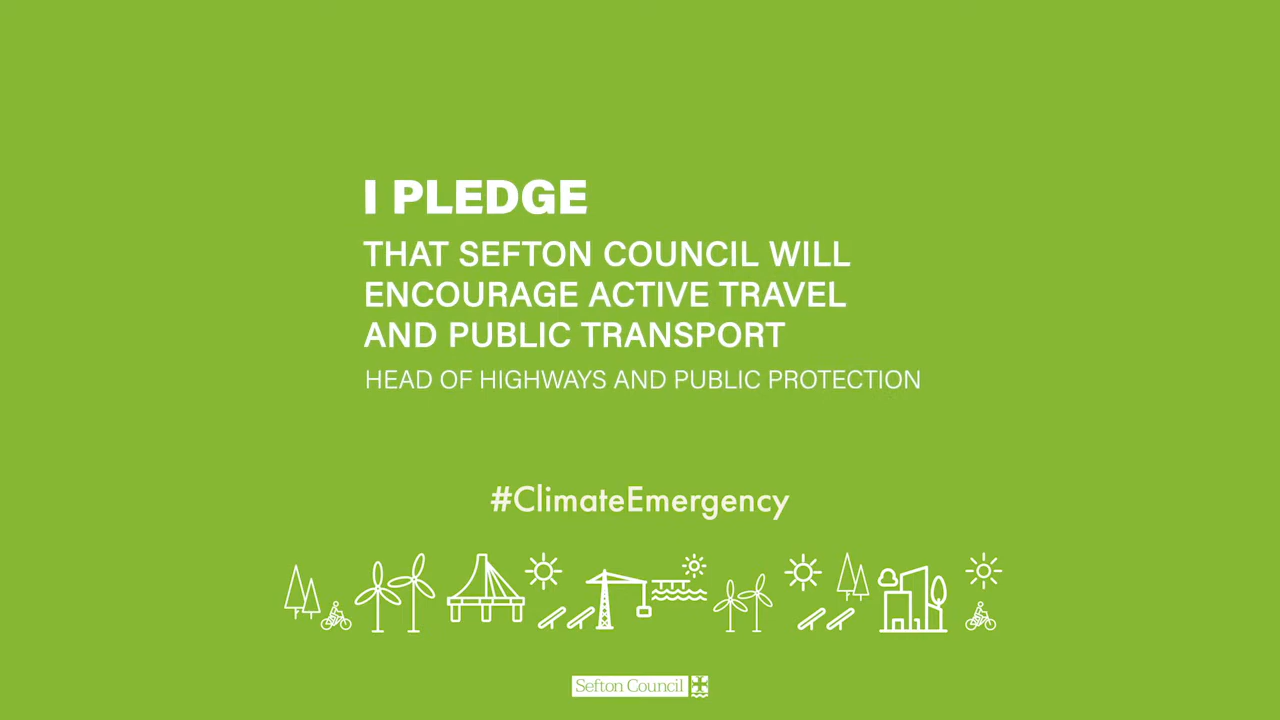 I PLEDGE
THAT SEFTON COUNCIL WILL
ENCOURAGE ACTIVE TRAVEL
AND PUBLIC TRANSPORT
HEAD OF HIGHWAYS AND PUBLIC PROTECTION
#ClimateEmergency
Sefton Council